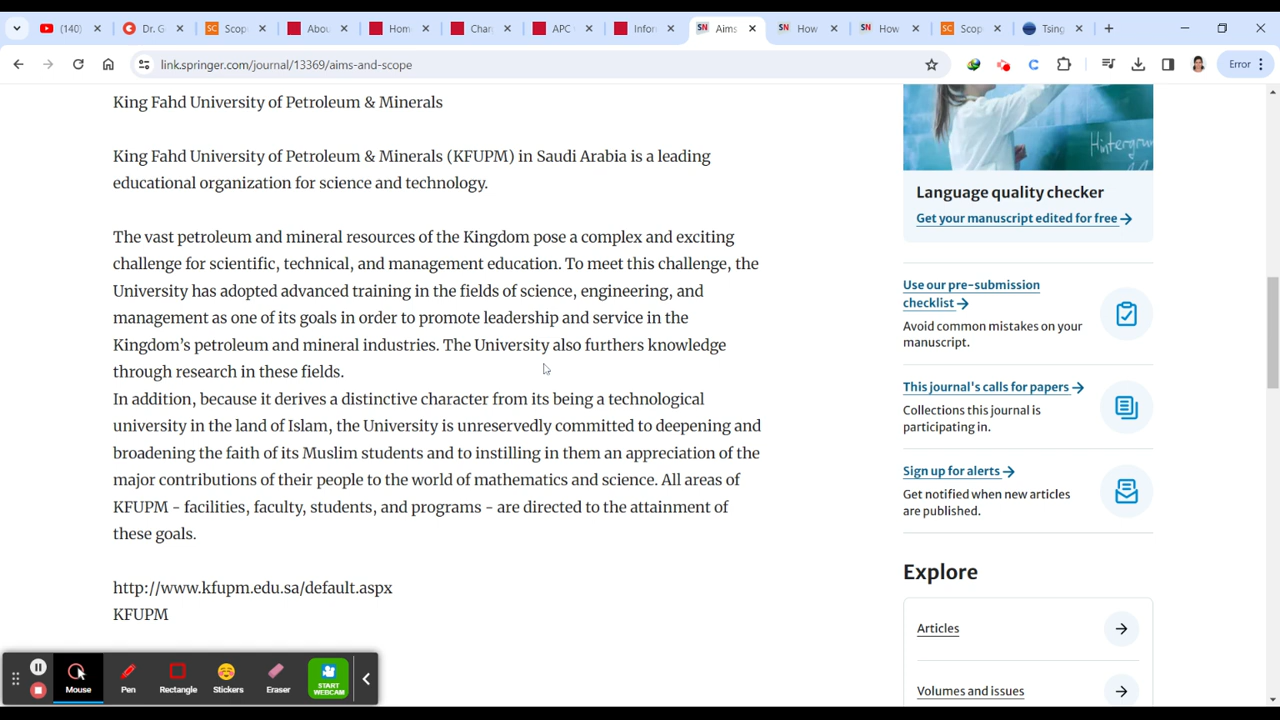 (140)
Dr. G
Scope
Abou
Hom
Char
APC
Infor
Aims
How
How
Scop
Tsing
link.springer.com/journal/13369/aims-and-scope
Error
King Fahd University of Petroleum & Minerals
King Fahd University of Petroleum & Minerals (KFUPM) in Saudi Arabia is a leading
educational organization for science and technology.
The vast petroleum and mineral resources of the Kingdom pose a complex and exciting
challenge for scientific, technical, and management education. To meet this challenge, the
University has adopted advanced training in the fields of science, engineering, and
management as one of its goals in order to promote leadership and service in the
Kingdom’s petroleum and mineral industries. The University also furthers knowledge
through research in these fields.
In addition, because it derives a distinctive character from its being a technological
university in the land of Islam, the University is unreservedly committed to deepening and
broadening the faith of its Muslim students and to instilling in them an appreciation of the
major contributions of their people to the world of mathematics and science. All areas of
KFUPM - facilities, faculty, students, and programs - are directed to the attainment of
these goals.
http://www.kfupm.edu.sa/default.aspx
KFUPM
Language quality checker
Get your manuscript edited for free
Use our pre-submission
checklist
Avoid common mistakes on your
manuscript.
This journal's calls for papers
Collections this journal is
participating in.
Sign up for alerts
Get notified when new articles
are published.
Explore
Articles
Volumes and issues
Mouse
Pen
Rectangle
Stickers
Eraser
START
WEBCAM